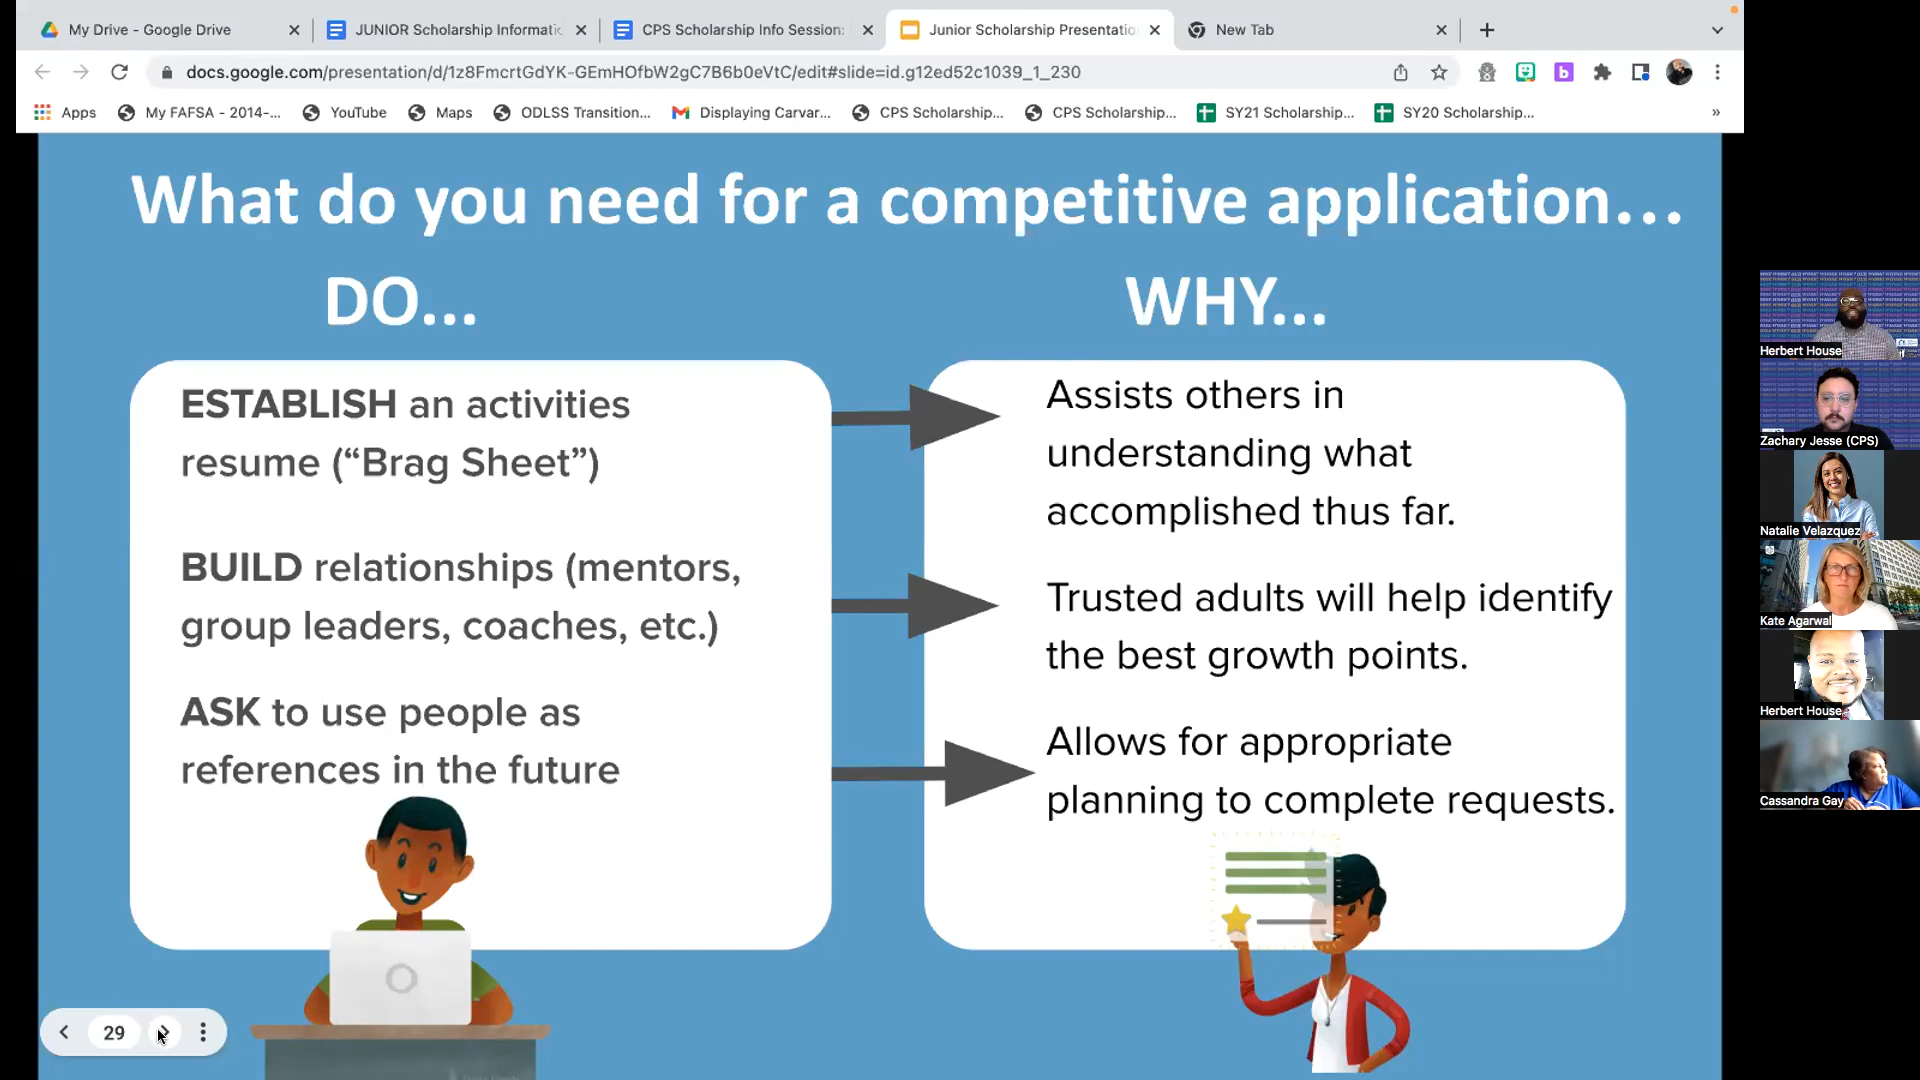 My Drive - Google Drive
JUNIOR Scholarship Informatic
CPS Scholarship Info Session:
Junior Scholarship Presentatio
New Tab
docs.google.com/presentation/d/1z8FmcrtGdYK-GEmHOfbW2gC7B6b0eVtC/edit#slide=id.g12ed52c1039_1_230
Apps
My FAFSA - 2014-...
YouTube
Maps
ODLSS Transition...
Displaying Carvar...
CPS Scholarship...
CPS Scholarship...
SY21 Scholarship...
SY20 Scholarship...
What do you need for a competitive application...
DO...
WHY...
ESTABLISH an activities
resume (“Brag Sheet”)
BUILD relationships (mentors,
group leaders, coaches, etc.)
ASK to use people as
references in the future
Assists others in
understanding what
accomplished thus far.
Trusted adults will help identify
the best growth points.
Allows for appropriate
planning to complete requests.
29
Herbert House
Zachary Jesse (CPS)
Natalie Velazquez
Kate Agarwal
Herbert House
Cassandra Gay